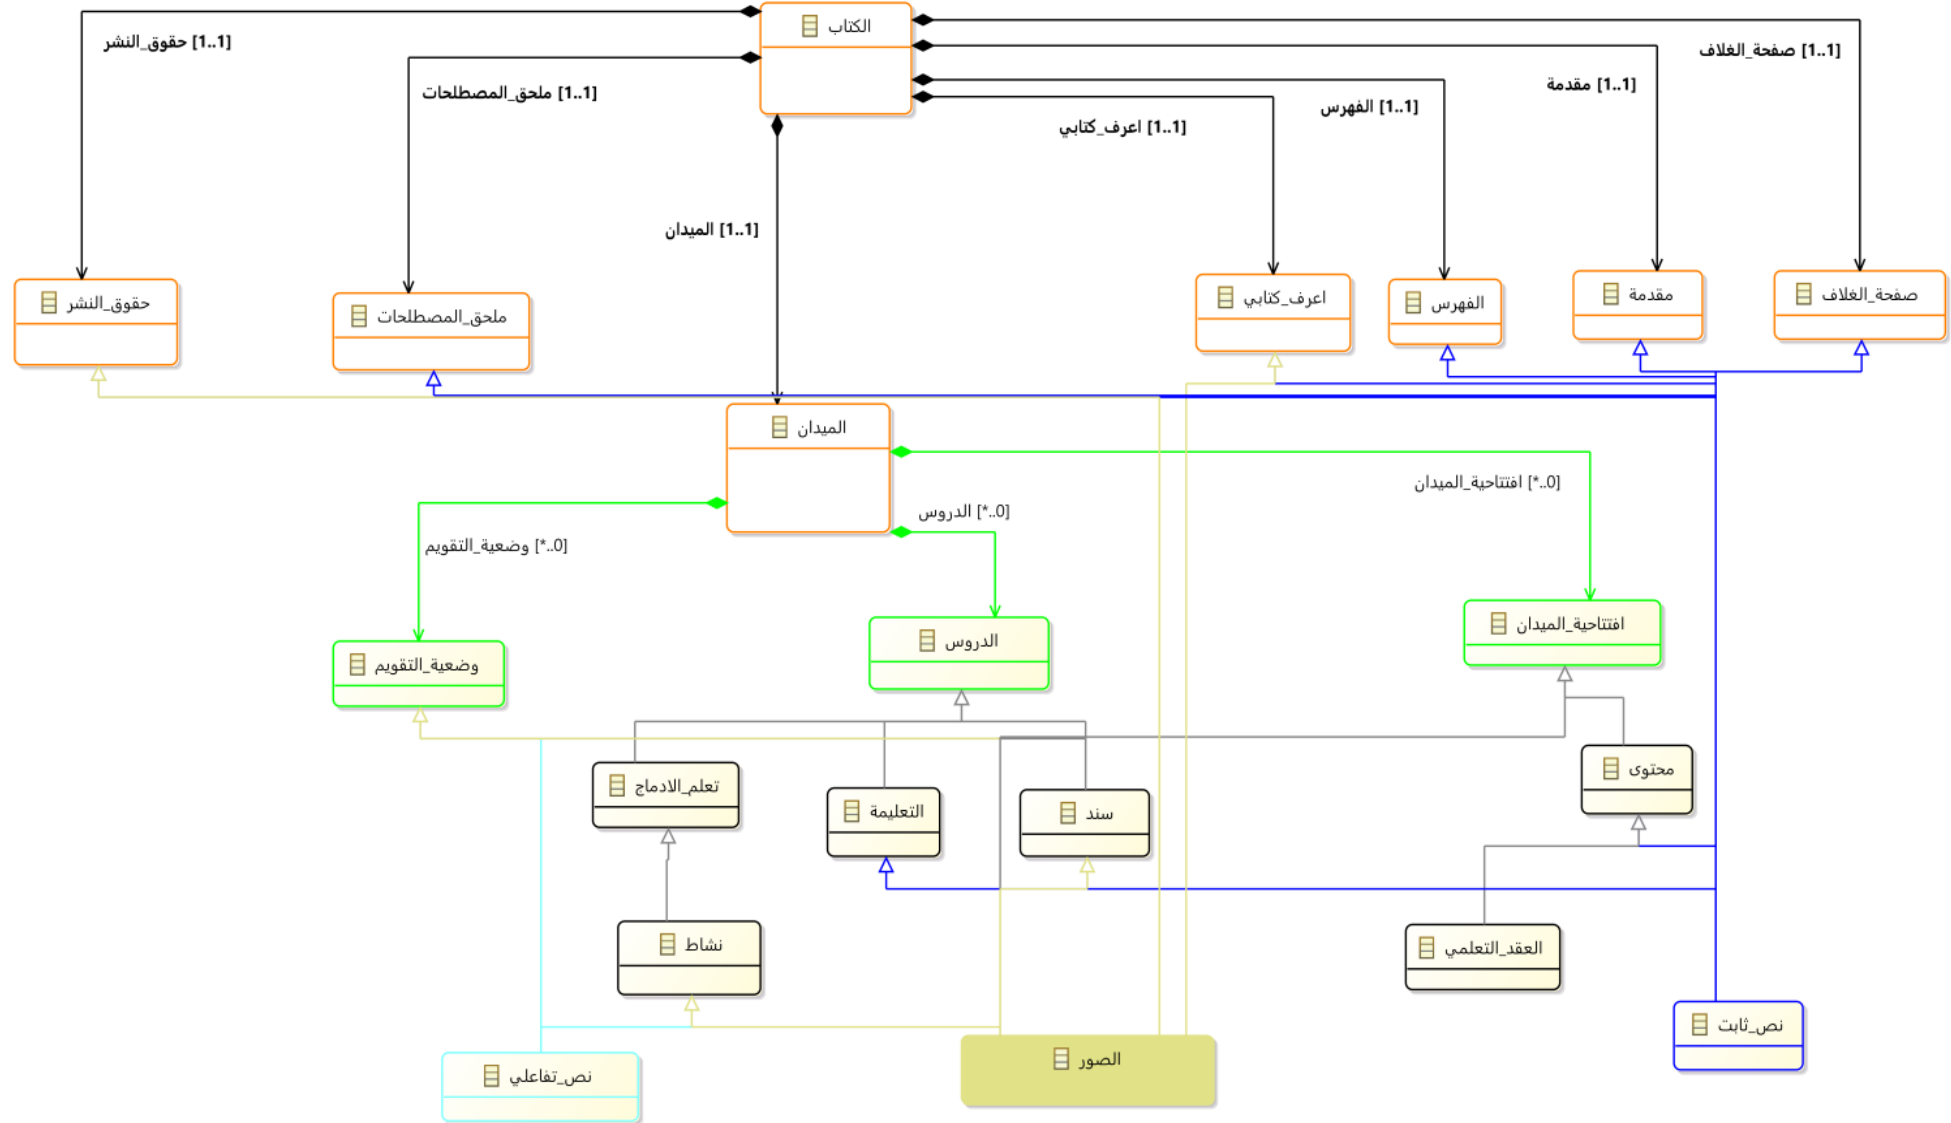 الكتاب
حقوق_النشر [1..1]
صفحة_الغلاف [1..1]
ملحق_المصطلحات [1..1]
مقدمة [1..1]
الفهرس [1..1]
اعرف_كتابي [1..1]
الميدان [1..1]
حقوق_النشر
ملحق_المصطلحات
اعرف_كتابي
الفهرس
مقدمة
صفحة_الغلاف
الميدان
افتتاحية_الميدان [*..0]
الدروس [*..0]
وضعية_التقويم [*..0]
افتتاحية_الميدان
الدروس
وضعية_التقويم
محتوى
تعلم_الادماج
التعليمة
سند
نشاط
العقد_التعلمي
نص_ثابت
الصور
نص_تفاعلي